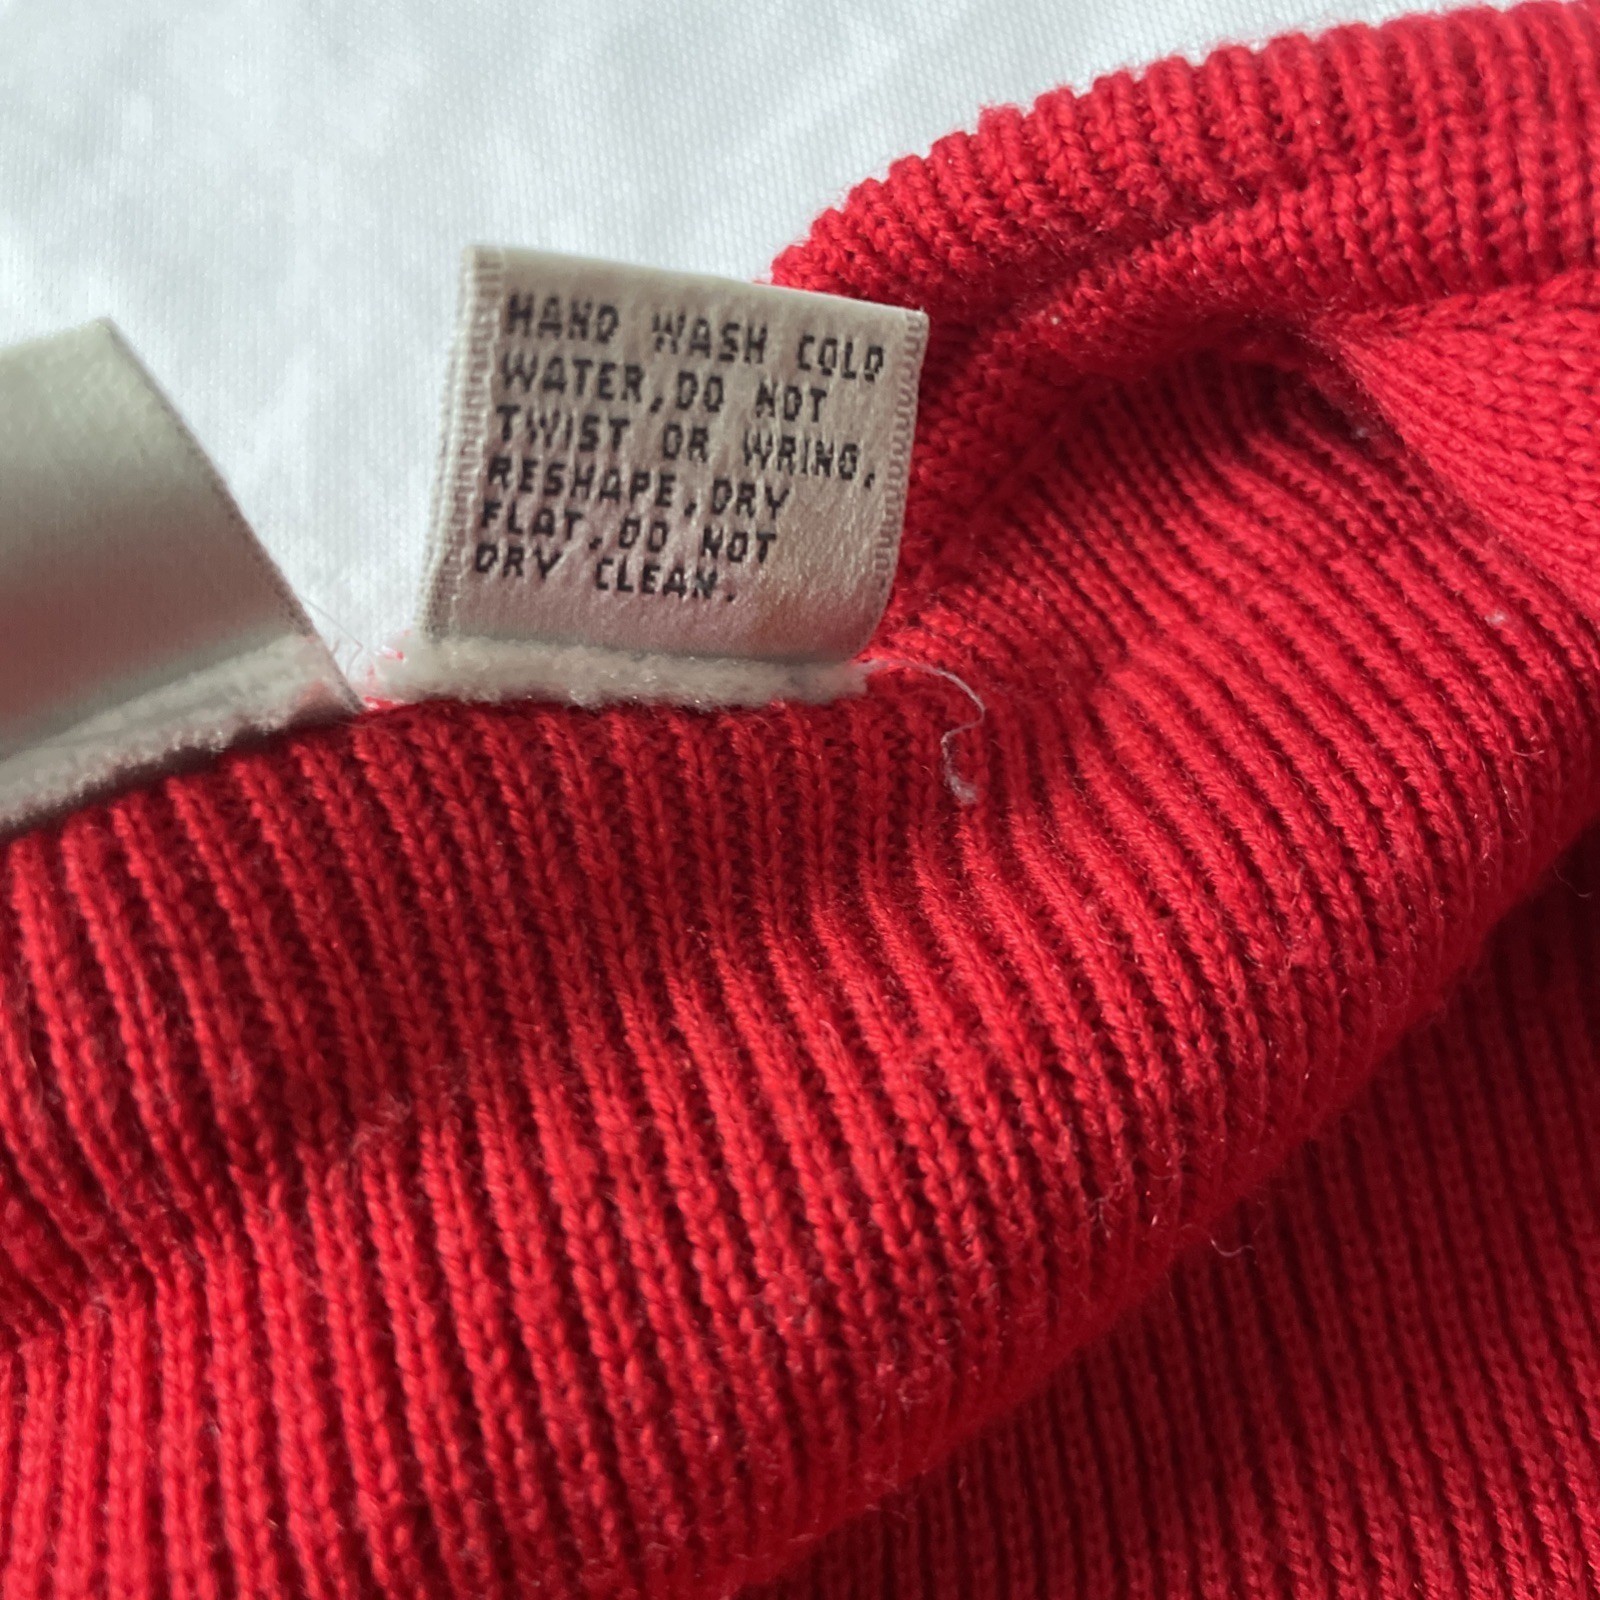 HAND WASH COLD
WATER,DO NOT
TWIST OR WRING,
RESHAPE,DRY
FLAT,DO NOT
DRY CLEAN.